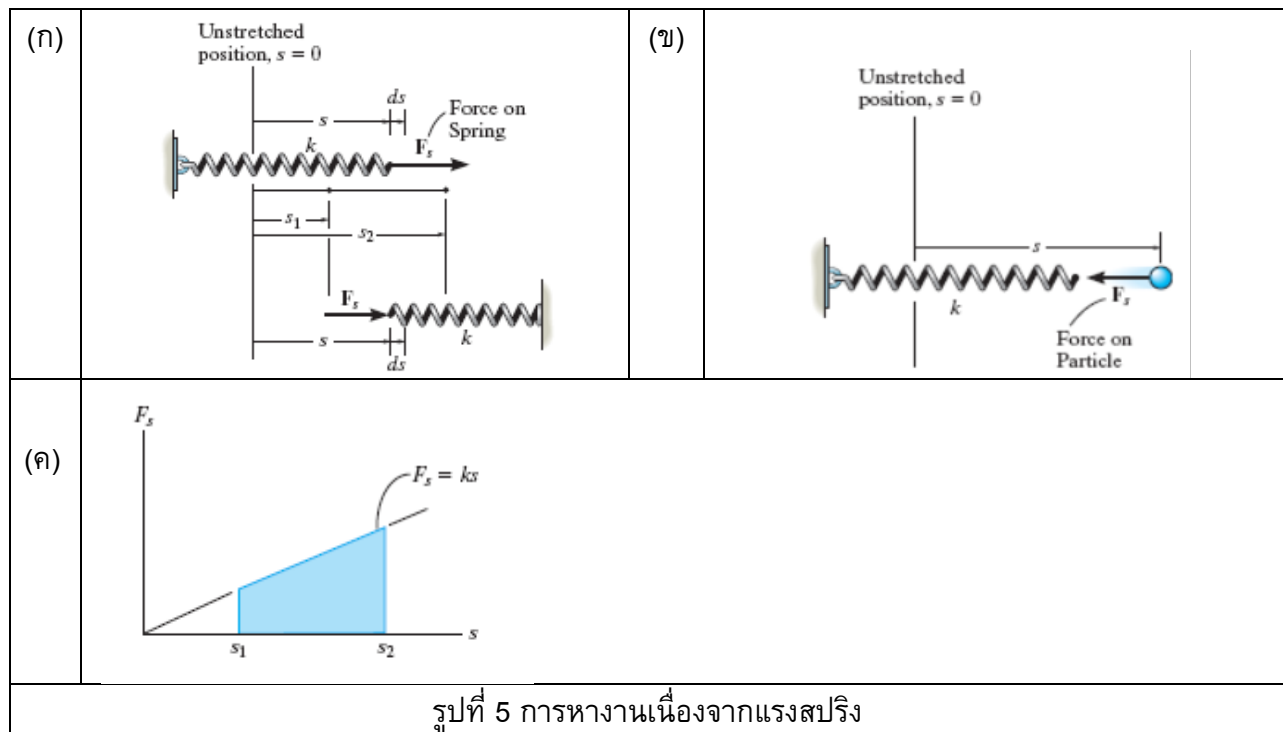 (ก)
Unstretched
position, s = 0
ds
s
Force on
Spring
k
F_s
s_1
s_2
F_s
s
k
ds
(ข)
Unstretched
position, s = 0
s
F_s
k
Force on
Particle
(ค)
F_s
F_s = ks
s
s_1
s_2
รูปที่ 5 การหางานเนื่องจากแรงสปริง